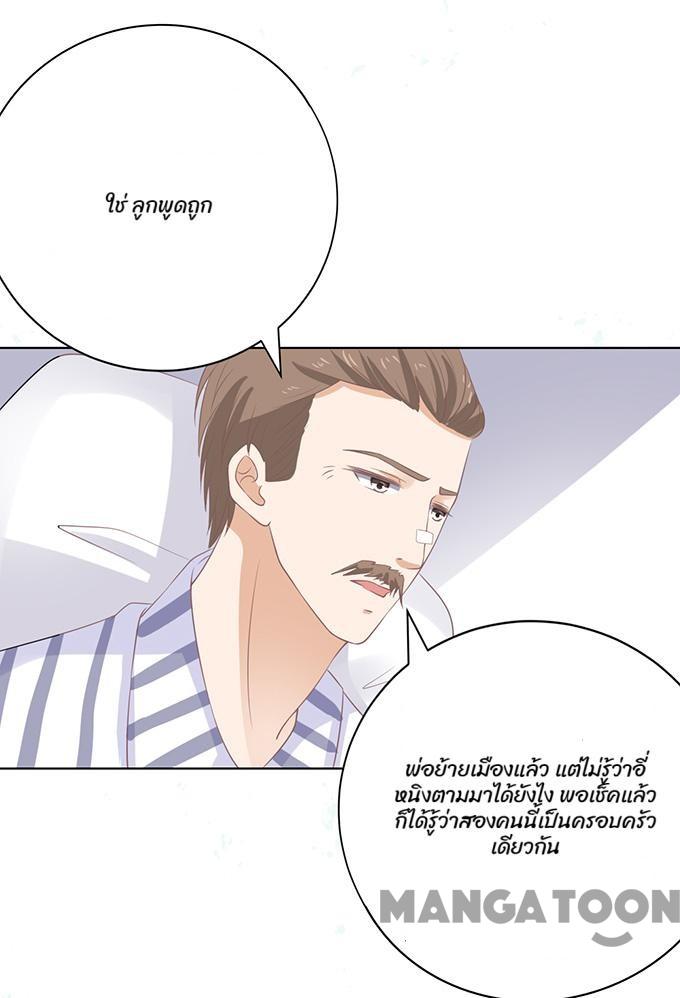 ใช่ ลูกพูดถูก
พ่อย้ายเมืองแล้ว แต่ไม่รู้ว่าอี่
หนิงตามมาได้ยังไง พอเช็คแล้ว
ก็ได้รู้ว่าสองคนนี้เป็นครอบครัว
เดียวกัน
MANGATOON